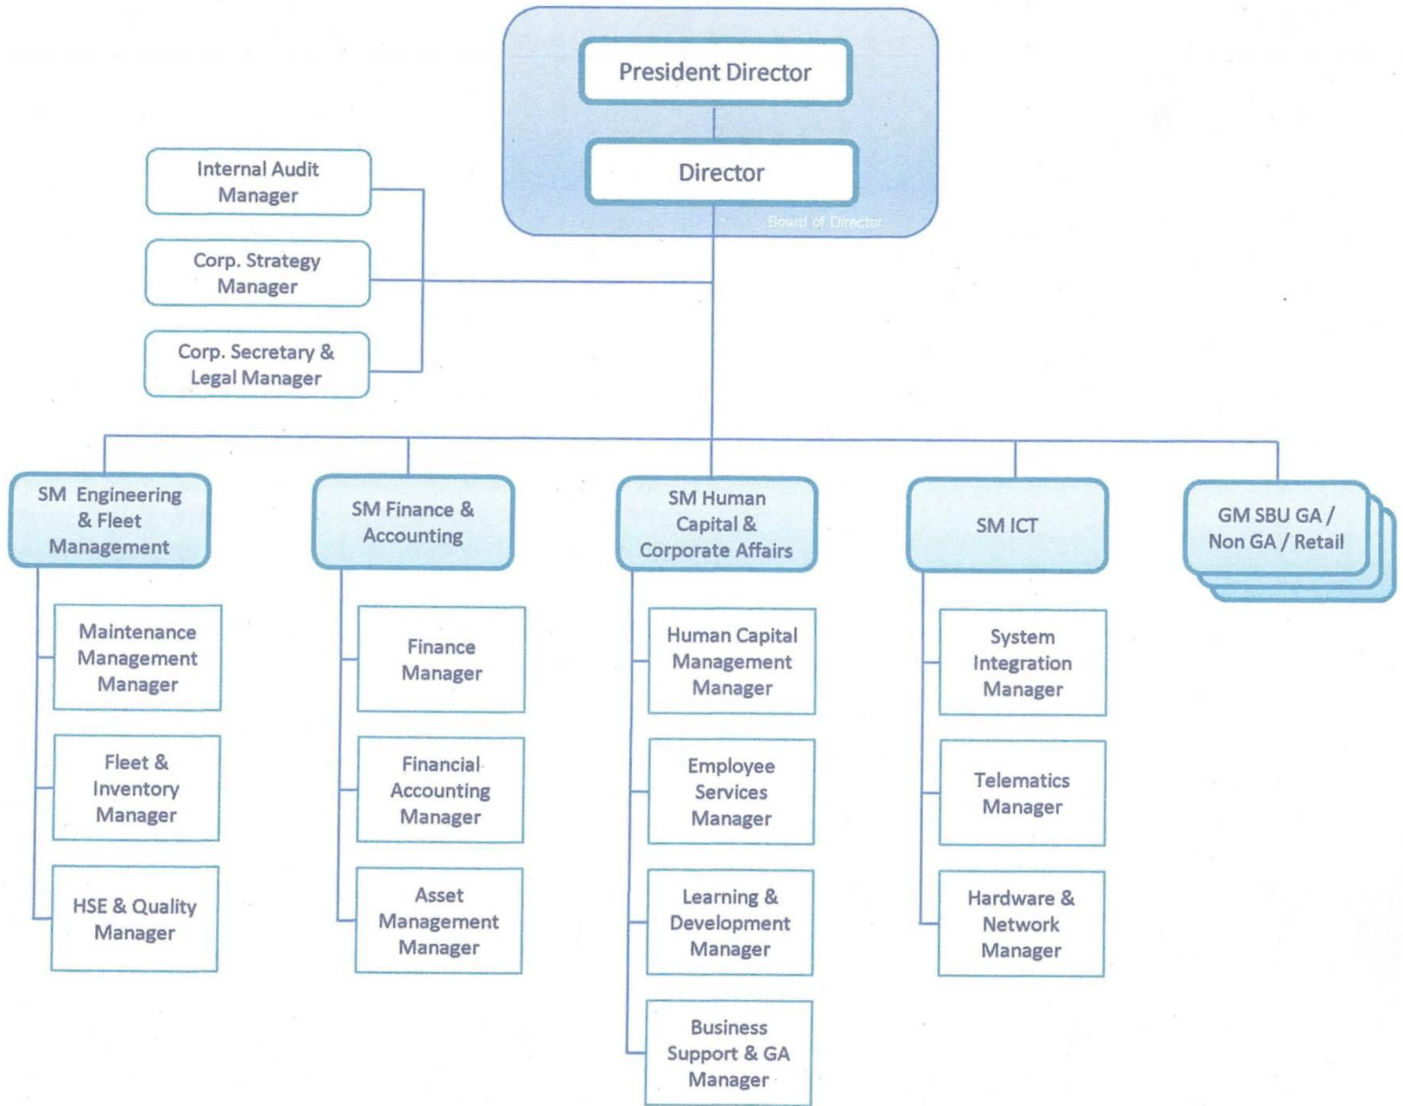 President Director
Director
Board of Director
Internal Audit
Manager
Corp. Strategy
Manager
Corp. Secretary &
Legal Manager
SM Engineering
& Fleet
Management
SM Finance &
Accounting
SM Human
Capital &
Corporate Affairs
SM ICT
GM SBU GA /
Non GA / Retail
Maintenance
Management
Manager
Fleet &
Inventory
Manager
HSE & Quality
Manager
Finance
Manager
Financial
Accounting
Manager
Asset
Management
Manager
Human Capital
Management
Manager
Employee
Services
Manager
Learning &
Development
Manager
Business
Support & GA
Manager
System
Integration
Manager
Telematics
Manager
Hardware &
Network
Manager